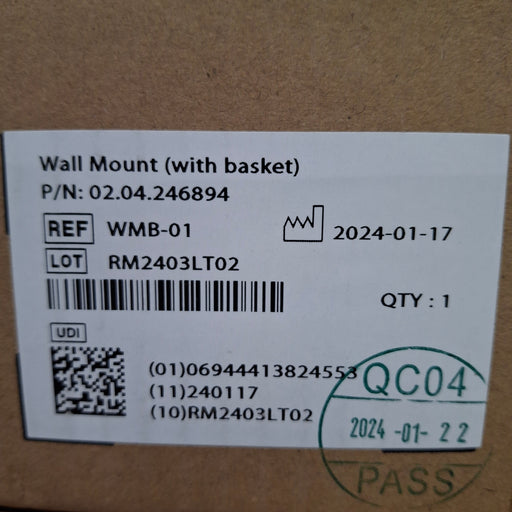 Wall Mount (with basket)
P/N: 02.04.246894
REF WMB-01
2024-01-17
LOT RM2403LT02
QTY : 1
UDI
(01)06944413824553
(11)240117
(10)RM2403LT02
QC04
2024 -01- 22
PASS